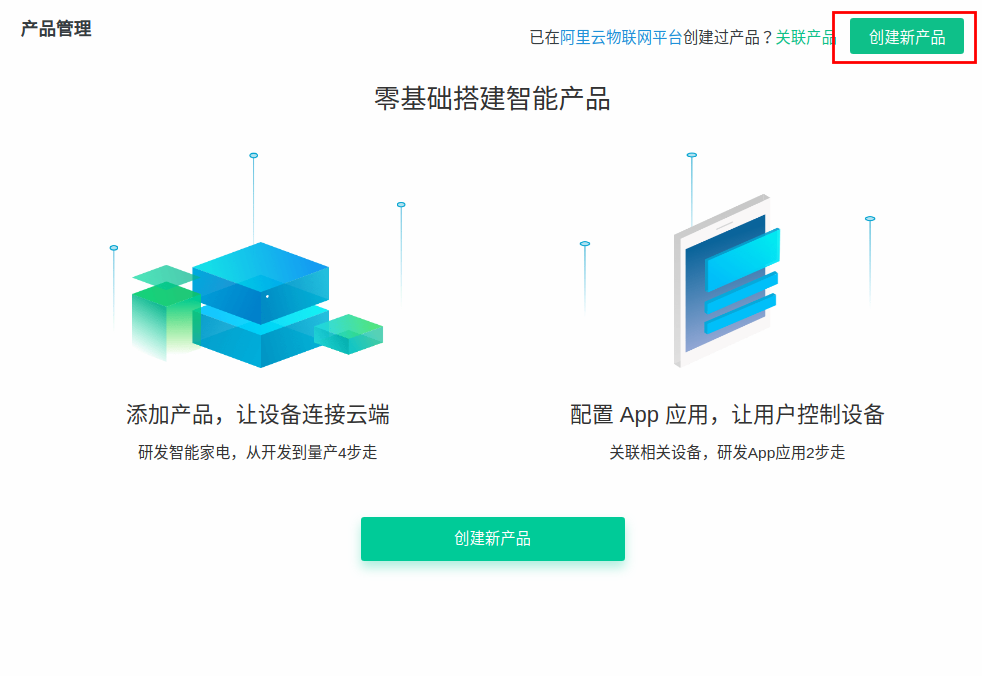 产品管理
已在阿里云物联网平台创建过产品？关联产品
创建新产品
零基础搭建智能产品
添加产品，让设备连接云端
研发智能家电，从开发到量产4步走
配置 App 应用，让用户控制设备
关联相关设备，研发App应用2步走
创建新产品